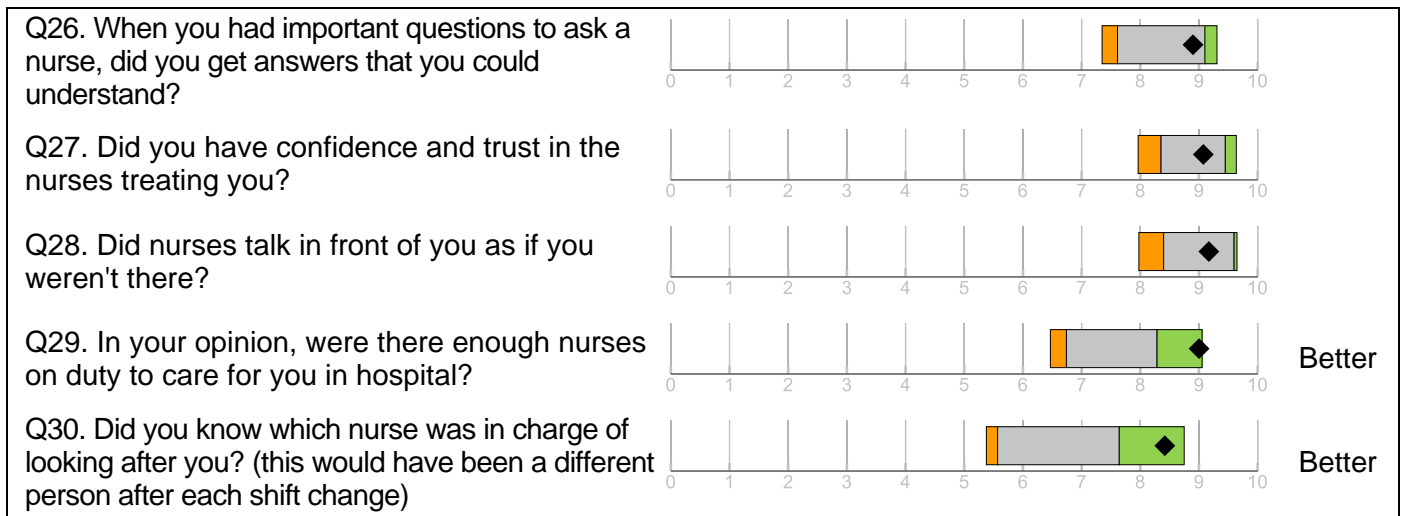 Q26. When you had important questions to ask a
nurse, did you get answers that you could
understand?
0 1 2 3 4 5 6 7 8 9 10
Q27. Did you have confidence and trust in the
nurses treating you?
0 1 2 3 4 5 6 7 8 9 10
Q28. Did nurses talk in front of you as if you
weren't there?
0 1 2 3 4 5 6 7 8 9 10
Q29. In your opinion, were there enough nurses
on duty to care for you in hospital?
0 1 2 3 4 5 6 7 8 9 10
Better
Q30. Did you know which nurse was in charge of
looking after you? (this would have been a different
person after each shift change)
0 1 2 3 4 5 6 7 8 9 10
Better